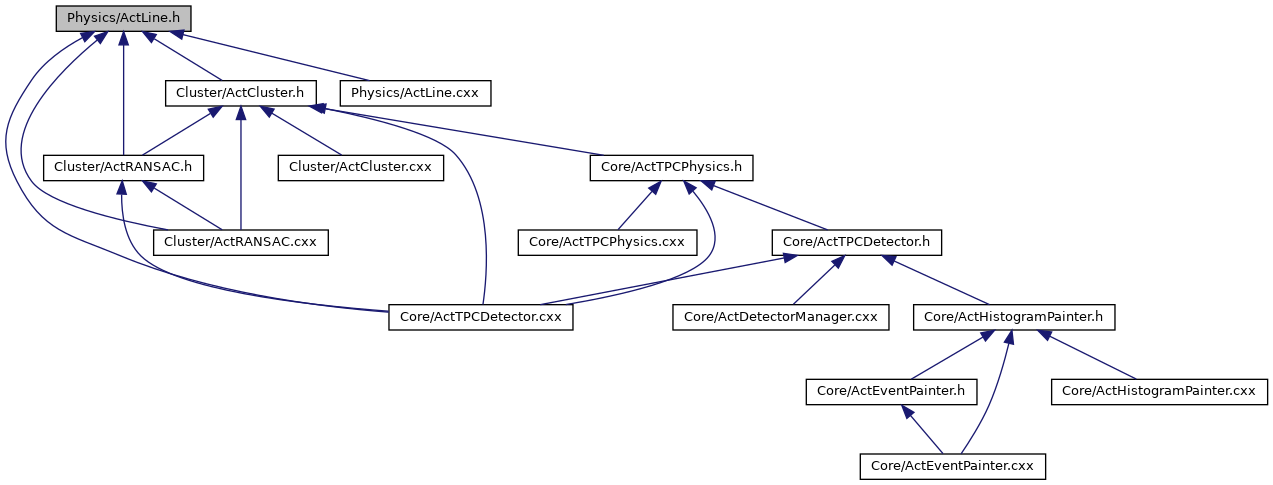 Physics/ActLine.h
Cluster/ActCluster.h
Physics/ActLine.cxx
Cluster/ActRANSAC.h
Cluster/ActCluster.cxx
Core/ActTPCPhysics.h
Cluster/ActRANSAC.cxx
Core/ActTPCPhysics.cxx
Core/ActTPCDetector.h
Core/ActTPCDetector.cxx
Core/ActDetectorManager.cxx
Core/ActHistogramPainter.h
Core/ActEventPainter.h
Core/ActHistogramPainter.cxx
Core/ActEventPainter.cxx